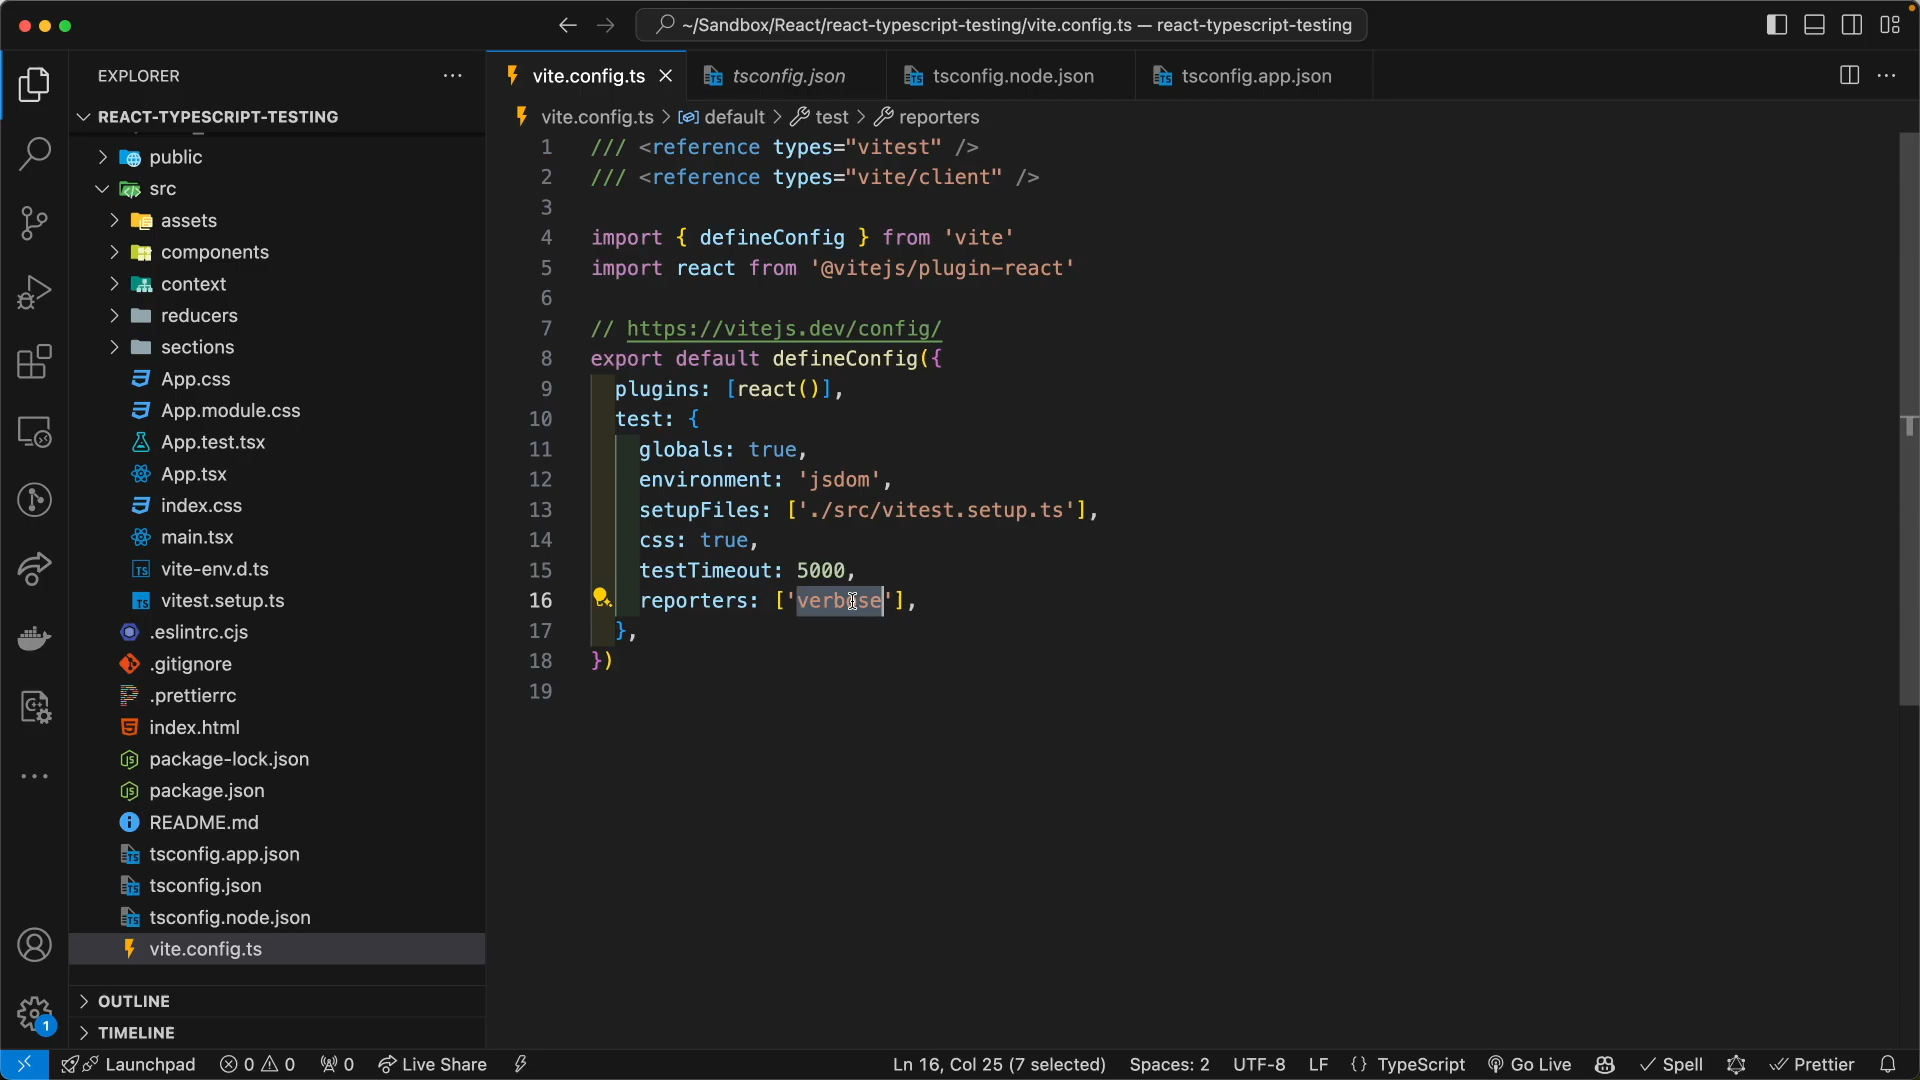 ~/Sandbox/React/react-typescript-testing/vite.config.ts — react-typescript-testing
EXPLORER
REACT-TYPESCRIPT-TESTING
public
src
assets
components
context
reducers
sections
App.css
App.module.css
App.test.tsx
App.tsx
index.css
main.tsx
vite-env.d.ts
vitest.setup.ts
.eslintrc.cjs
.gitignore
.prettierrc
index.html
package-lock.json
package.json
README.md
tsconfig.app.json
tsconfig.json
tsconfig.node.json
vite.config.ts
OUTLINE
TIMELINE
vite.config.ts tsconfig.json tsconfig.node.json tsconfig.app.json
vite.config.ts > default > test > reporters
1 /// <reference types="vitest" />
2 /// <reference types="vite/client" />
3
4 import { defineConfig } from 'vite'
5 import react from '@vitejs/plugin-react'
6
7 // https://vitejs.dev/config/
8 export default defineConfig({
9 plugins: [react()],
10 test: {
11 globals: true,
12 environment: 'jsdom',
13 setupFiles: ['./src/vitest.setup.ts'],
14 css: true,
15 testTimeout: 5000,
16 reporters: ['verbose'],
17 },
18 })
19
1
Launchpad 0 0 0 Live Share Ln 16, Col 25 (7 selected) Spaces: 2 UTF-8 LF {} TypeScript Go Live Spell Prettier